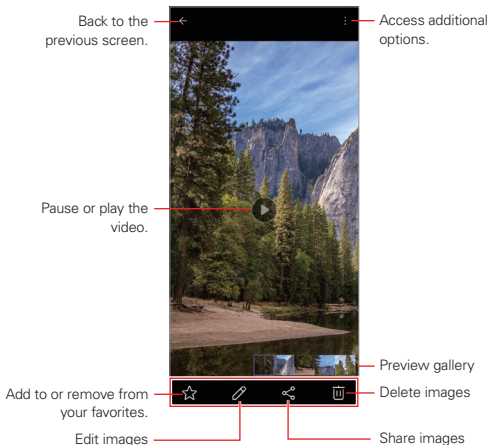 Back to the
previous screen.
Access additional
options.
Pause or play the
video.
Preview gallery
Add to or remove from
your favorites.
Delete images
Edit images
Share images